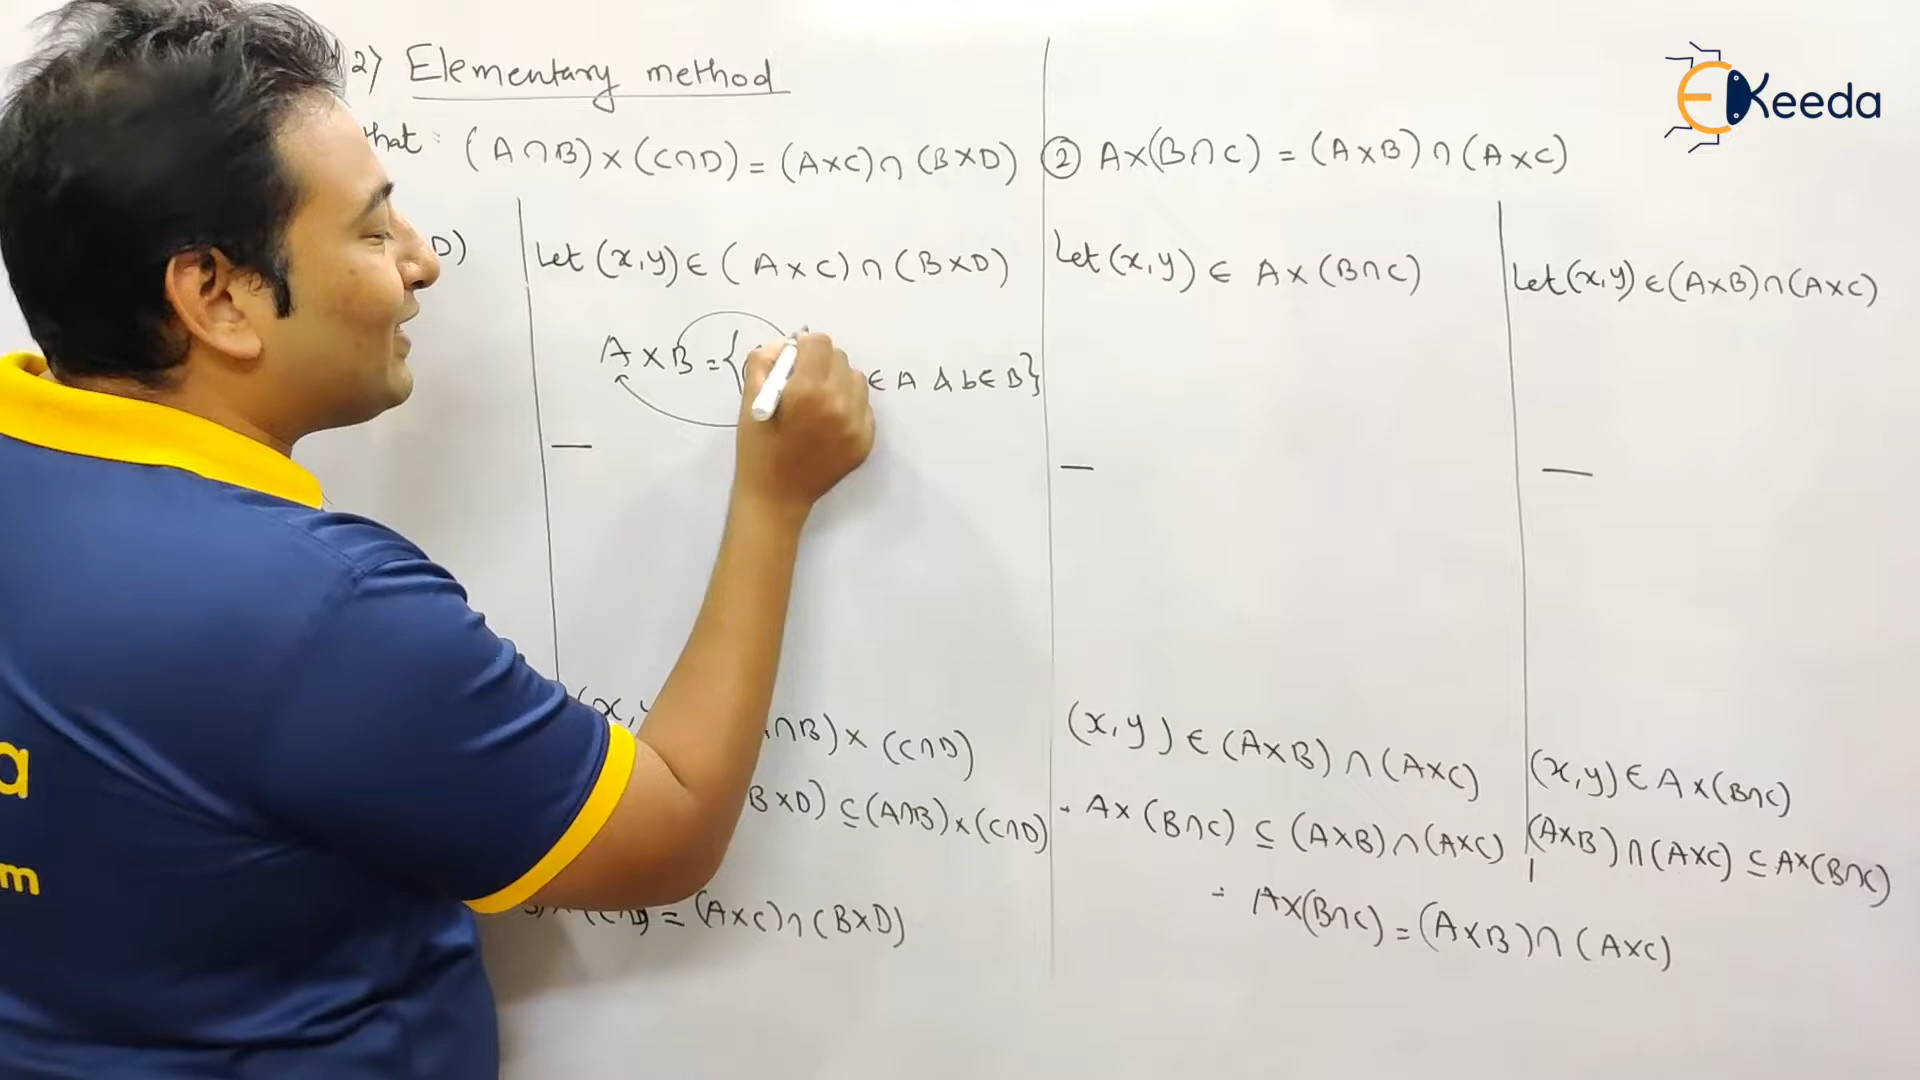 2) Elementary method
that : (A∩B)×(C∩D)=(A×C)∩(B×D)
D)
Let (x,y)∈(A×C)∩(B×D)
A×B={ ∈A & b∈B}
—
(x,y ∩B)×(C∩D)
B×D)⊆(A∩B)×(C∩D)
=(A×C)∩(B×D)
② A×(B∩C)=(A×B)∩(A×C)
Let (x,y)∈ A×(B∩C)
—
(x,y)∈(A×B)∩(A×C)
A×(B∩C)⊆(A×B)∩(A×C)
Let (x,y)∈(A×B)∩(A×C)
—
(x,y)∈A×(B∩C)
(A×B)∩(A×C)⊆A×(B∩C)
∴ A×(B∩C)=(A×B)∩(A×C)
EKeeda
a
m